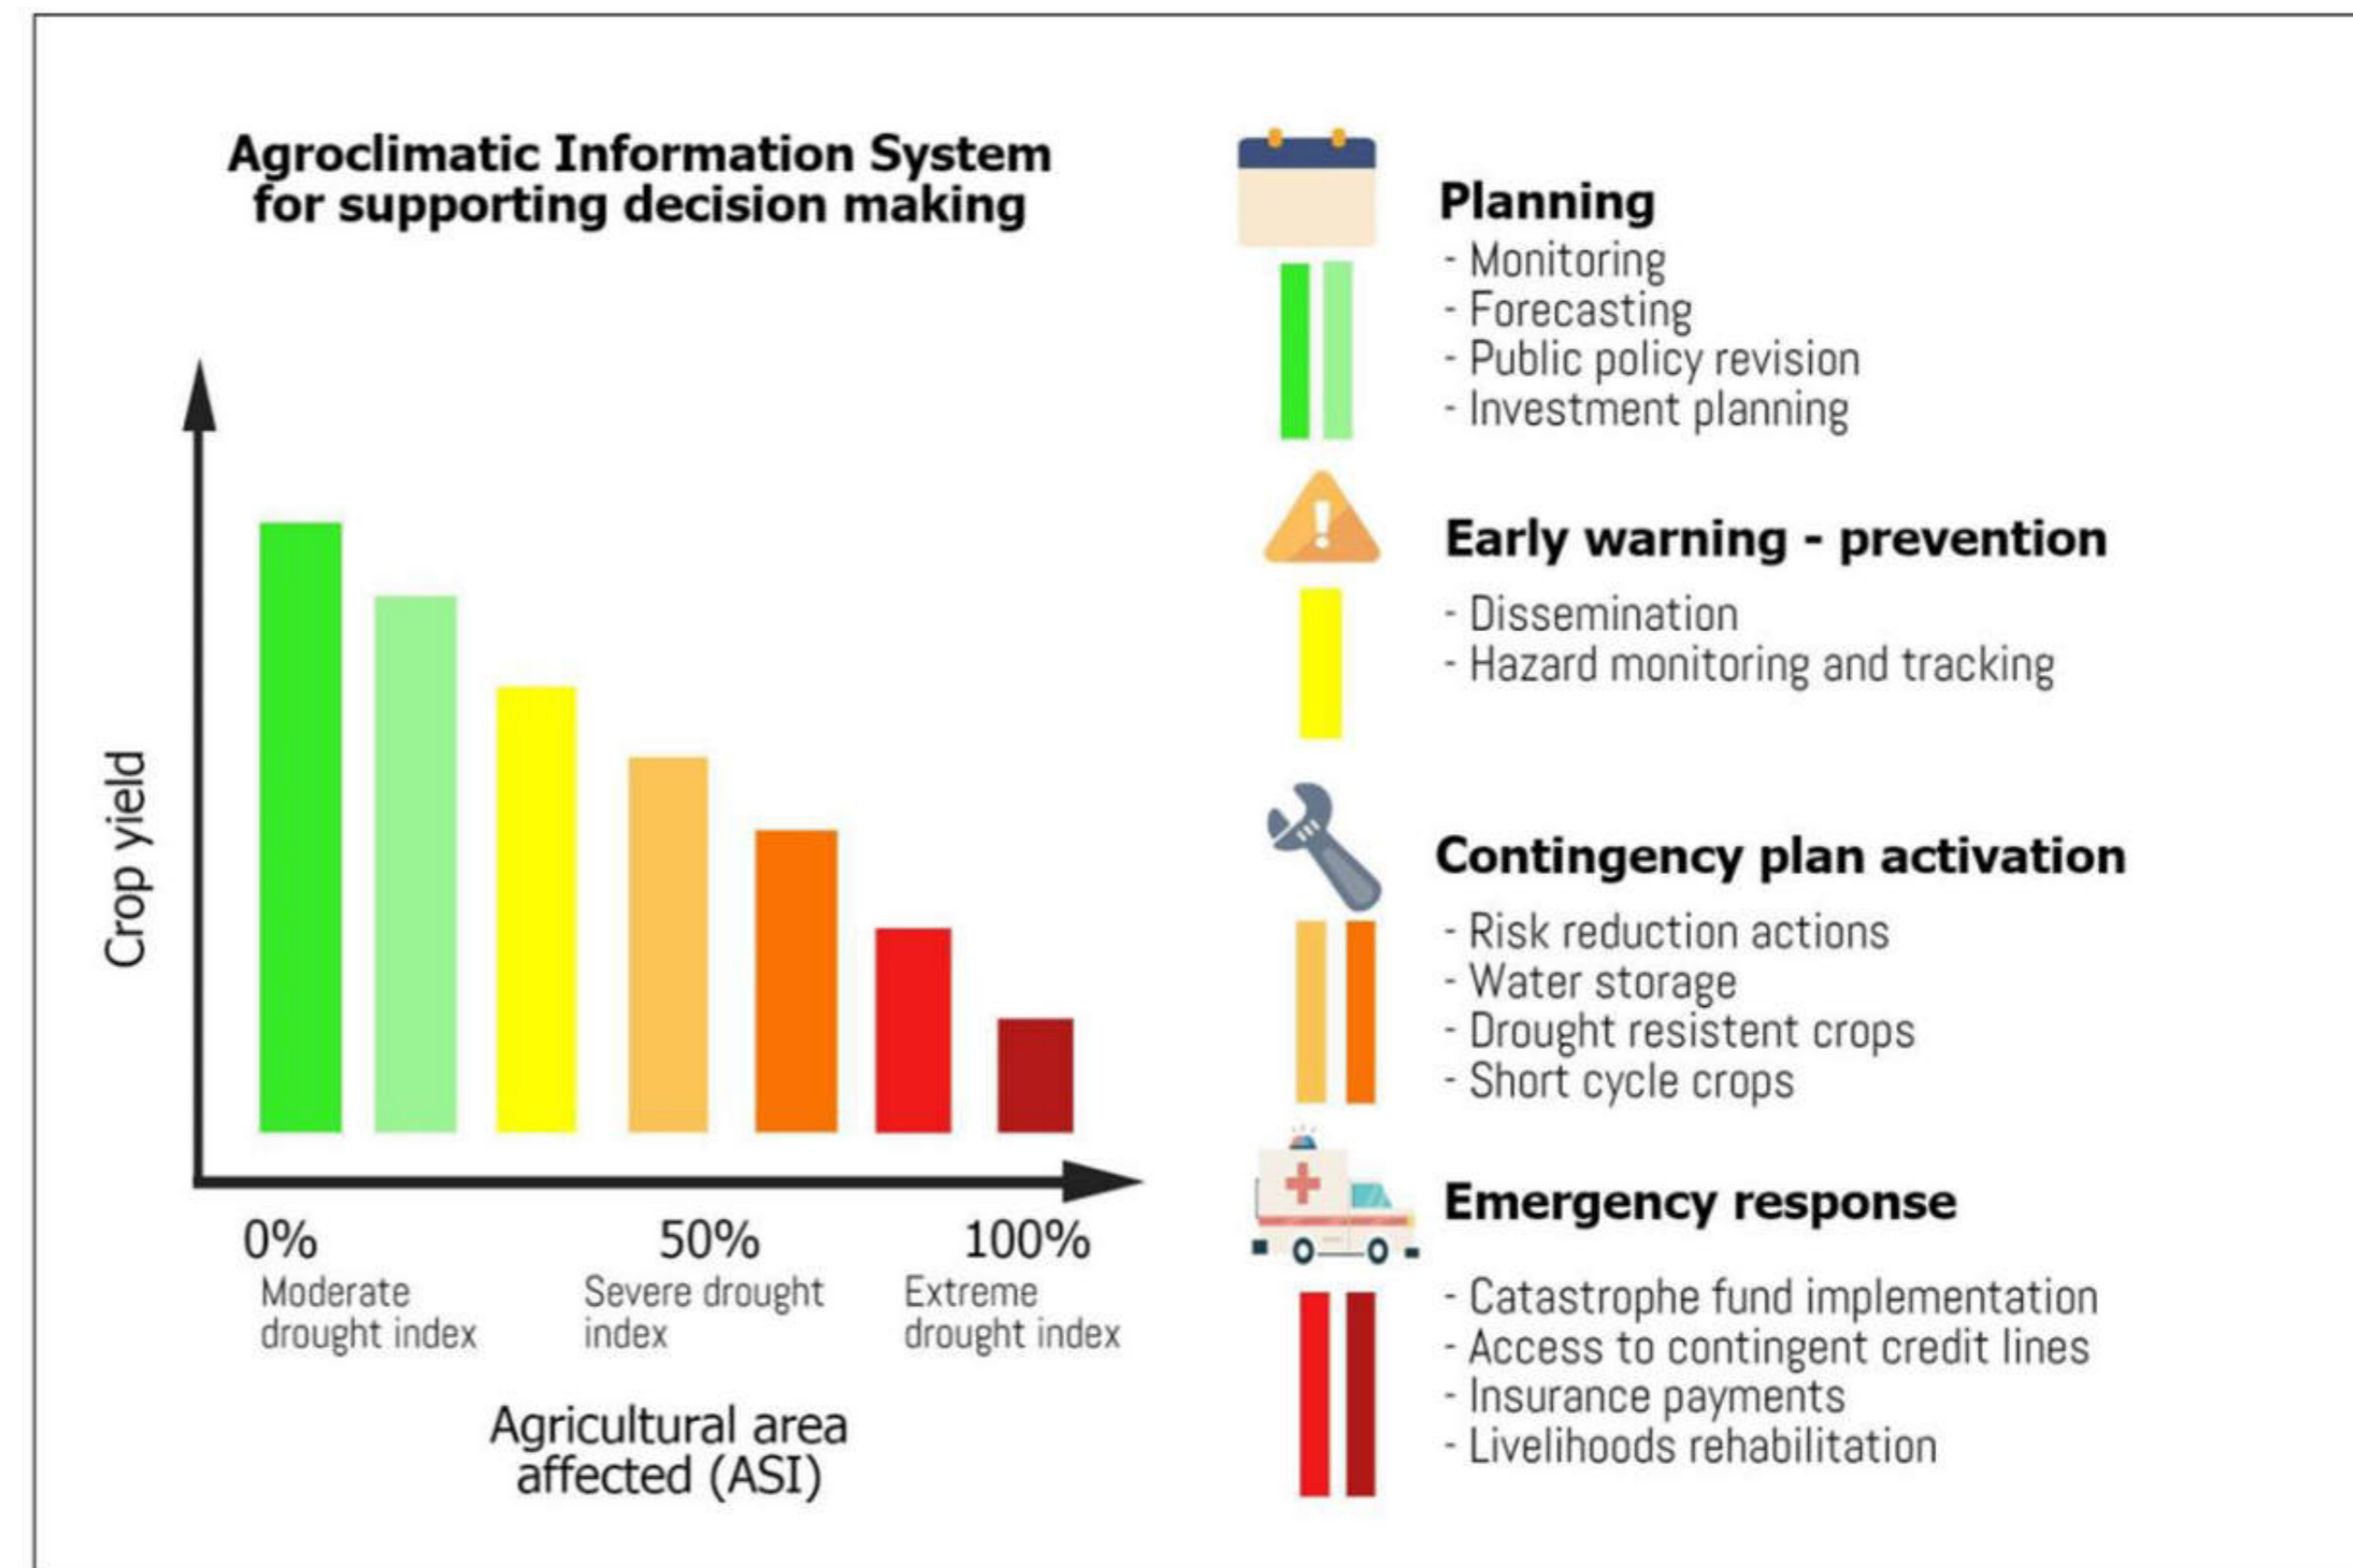 Agroclimatic Information System
for supporting decision making
Crop yield
0%
50%
100%
Moderate
drought index
Severe drought
index
Extreme
drought index
Agricultural area
affected (ASI)
Planning
- Monitoring
- Forecasting
- Public policy revision
- Investment planning
Early warning - prevention
- Dissemination
- Hazard monitoring and tracking
Contingency plan activation
- Risk reduction actions
- Water storage
- Drought resistent crops
- Short cycle crops
Emergency response
- Catastrophe fund implementation
- Access to contingent credit lines
- Insurance payments
- Livelihoods rehabilitation